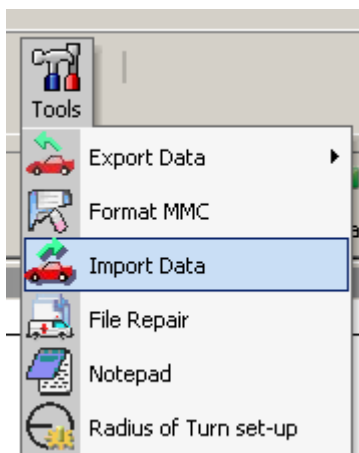 Tools
Export Data
Format MMC
Import Data
File Repair
Notepad
Radius of Turn set-up